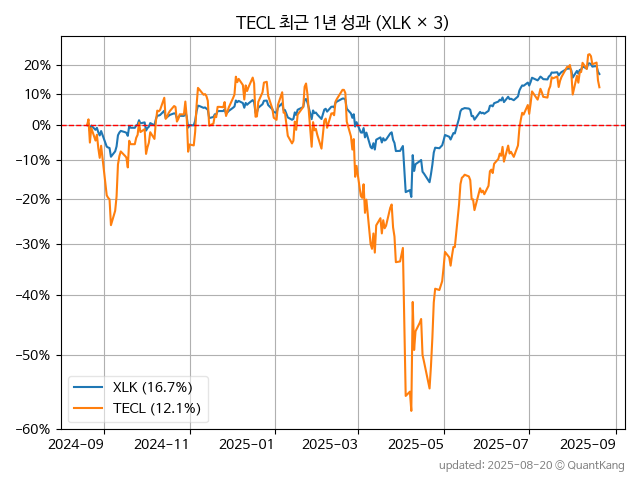 TECL 최근 1년 성과 (XLK × 3)
20%
10%
0%
−10%
−20%
−30%
−40%
−50%
−60%
XLK (16.7%)
TECL (12.1%)
2024-09 2024-11 2025-01 2025-03 2025-05 2025-07 2025-09
updated: 2025-08-20 ⓒ QuantKang